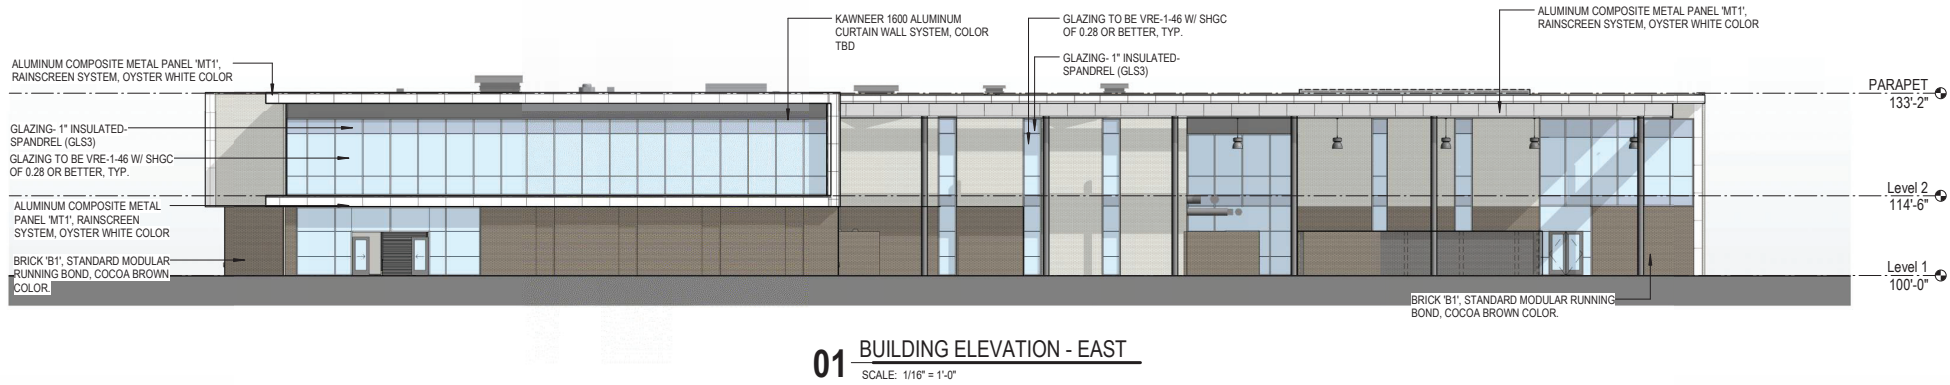 KAWNEER 1600 ALUMINUM
CURTAIN WALL SYSTEM, COLOR
TBD
GLAZING TO BE VRE-1-46 W/ SHGC
OF 0.28 OR BETTER, TYP.
GLAZING- 1" INSULATED-
SPANDREL (GLS3)
ALUMINUM COMPOSITE METAL PANEL 'MT1',
RAINSCREEN SYSTEM, OYSTER WHITE COLOR
ALUMINUM COMPOSITE METAL PANEL 'MT1',
RAINSCREEN SYSTEM, OYSTER WHITE COLOR
GLAZING- 1" INSULATED-
SPANDREL (GLS3)
GLAZING TO BE VRE-1-46 W/ SHGC
OF 0.28 OR BETTER, TYP.
ALUMINUM COMPOSITE METAL
PANEL 'MT1', RAINSCREEN
SYSTEM, OYSTER WHITE COLOR
BRICK 'B1', STANDARD MODULAR
RUNNING BOND, COCOA BROWN
COLOR.
PARAPET
133'-2"
Level 2
114'-6"
Level 1
100'-0"
BRICK 'B1', STANDARD MODULAR RUNNING
BOND, COCOA BROWN COLOR.
01 BUILDING ELEVATION - EAST
SCALE: 1/16" = 1'-0"